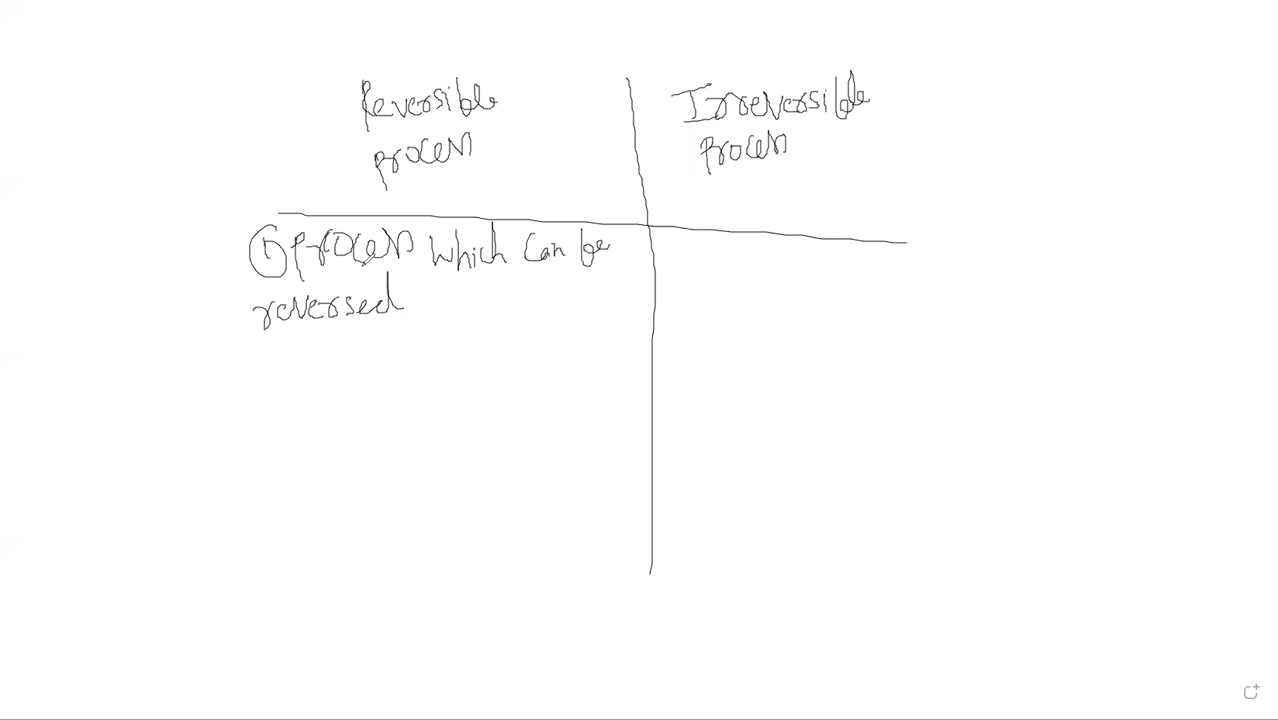 Reversible
process
Irreversible
process
① process which can be
reversed